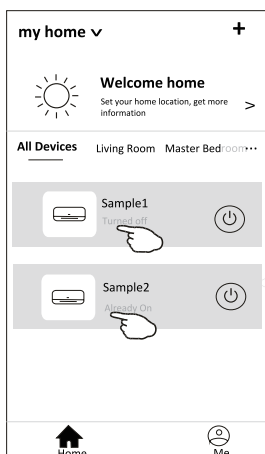 my home
+
Welcome home
Set your home location, get more
information
>
All Devices Living Room Master Bedroom...
Sample1
Turned off
Sample2
Already On
Home Me